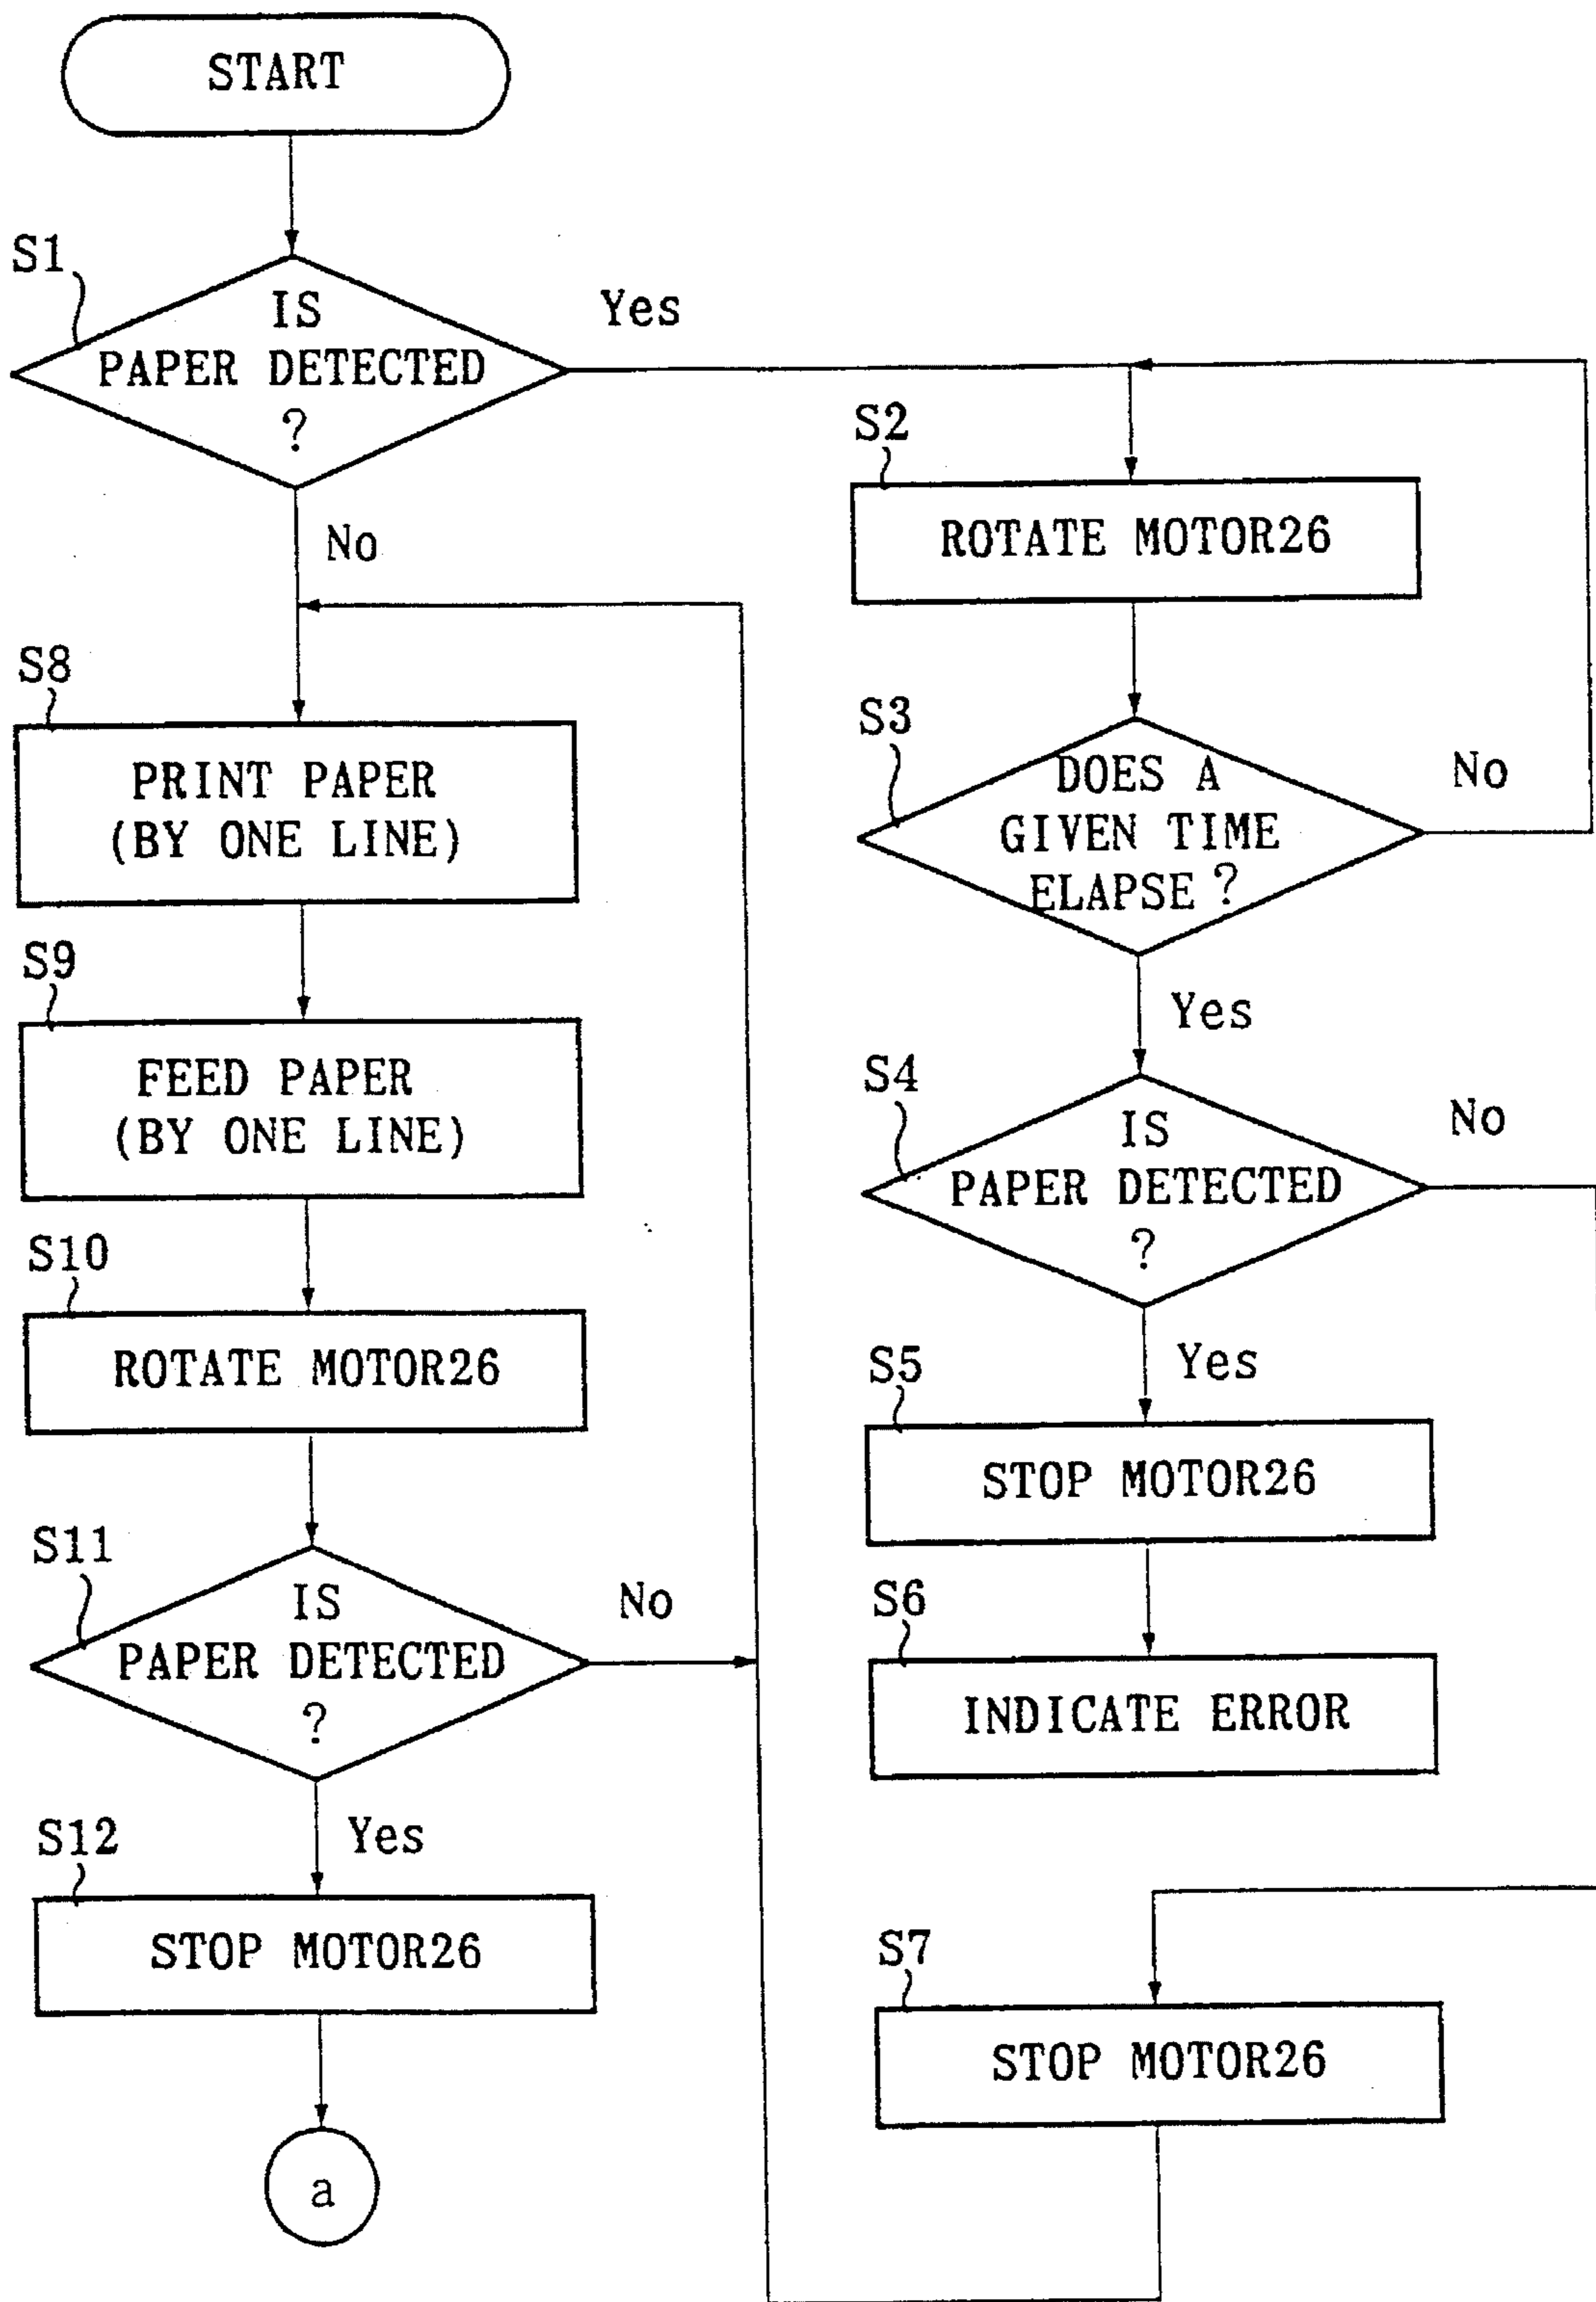 START
S1
IS
PAPER DETECTED
?
Yes
No
S2
ROTATE MOTOR26
S3
DOES A
GIVEN TIME
ELAPSE ?
No
Yes
S4
IS
PAPER DETECTED
?
No
Yes
S5
STOP MOTOR26
S6
INDICATE ERROR
S7
STOP MOTOR26
S8
PRINT PAPER
(BY ONE LINE)
S9
FEED PAPER
(BY ONE LINE)
S10
ROTATE MOTOR26
S11
IS
PAPER DETECTED
?
No
Yes
S12
STOP MOTOR26
a